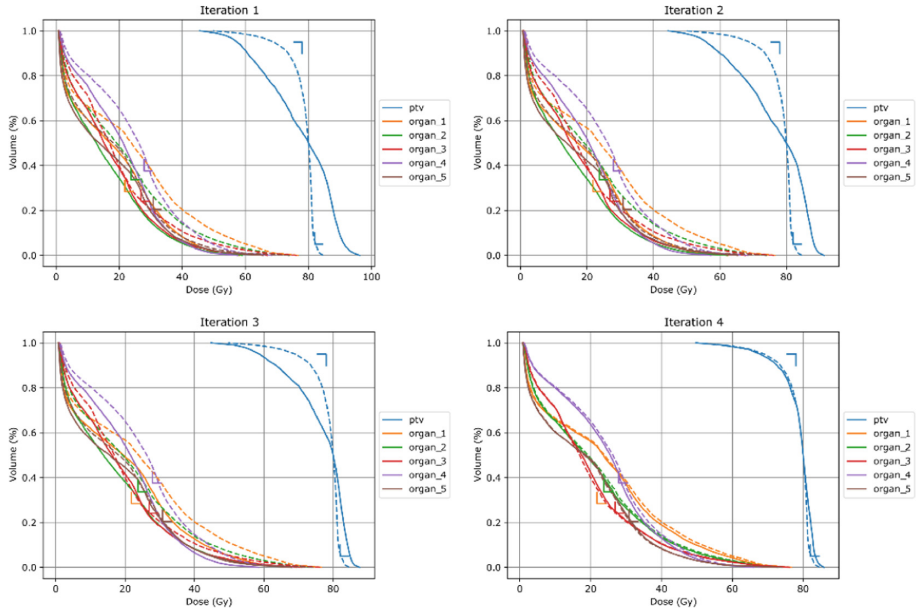 Iteration 1
Volume (%)
1.0
0.8
0.6
0.4
0.2
0.0
0
20
40
60
80
100
Dose (Gy)
ptv
organ_1
organ_2
organ_3
organ_4
organ_5
Iteration 2
Volume (%)
1.0
0.8
0.6
0.4
0.2
0.0
0
20
40
60
80
Dose (Gy)
ptv
organ_1
organ_2
organ_3
organ_4
organ_5
Iteration 3
Volume (%)
1.0
0.8
0.6
0.4
0.2
0.0
0
20
40
60
80
Dose (Gy)
ptv
organ_1
organ_2
organ_3
organ_4
organ_5
Iteration 4
Volume (%)
1.0
0.8
0.6
0.4
0.2
0.0
0
20
40
60
80
Dose (Gy)
ptv
organ_1
organ_2
organ_3
organ_4
organ_5